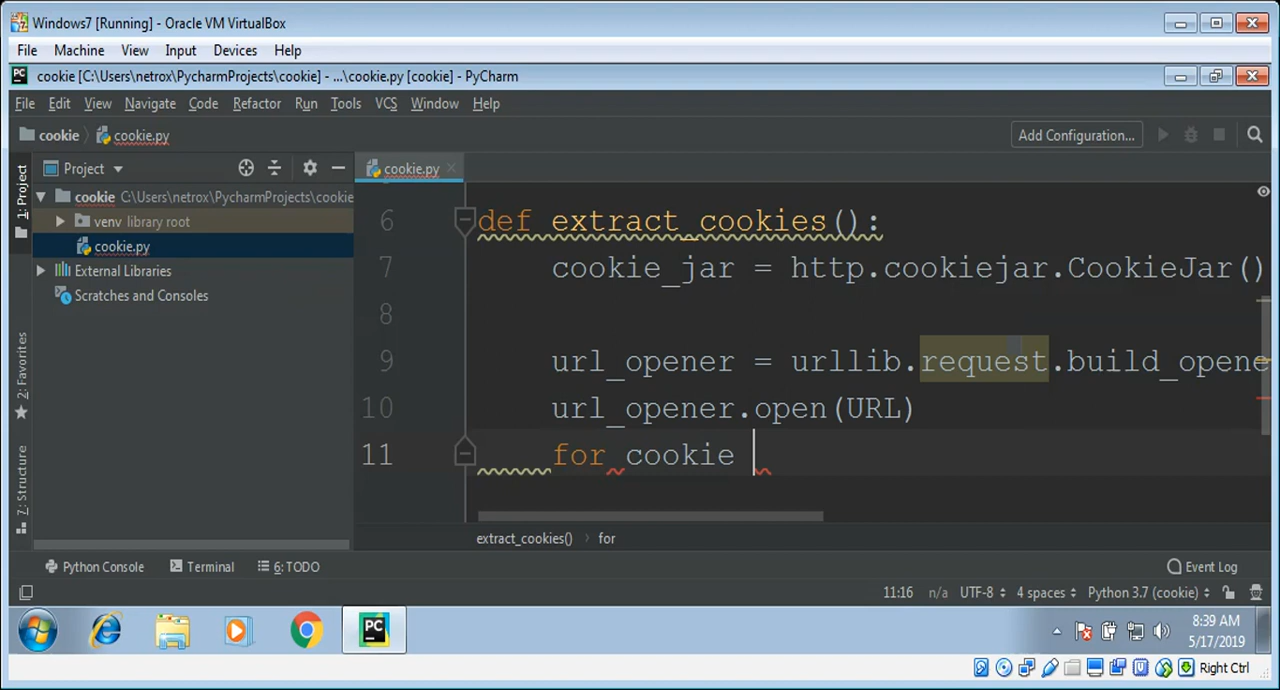 Windows7 [Running] - Oracle VM VirtualBox
File Machine View Input Devices Help
PC cookie [C:\Users\netrox\PycharmProjects\cookie] - ...\cookie.py [cookie] - PyCharm
File Edit View Navigate Code Refactor Run Tools VCS Window Help
cookie cookie.py Add Configuration...
1: Project
Project
cookie.py
cookie C:\Users\netrox\PycharmProjects\cookie
venv library root
cookie.py
External Libraries
Scratches and Consoles
2: Favorites
7: Structure
6 def extract_cookies():
7 cookie_jar = http.cookiejar.CookieJar()
8
9 url_opener = urllib.request.build_opene
10 url_opener.open(URL)
11 for cookie
extract_cookies() for
Python Console Terminal 6: TODO Event Log
11:16 n/a UTF-8 4 spaces Python 3.7 (cookie)
PC
8:39 AM
5/17/2019
Right Ctrl